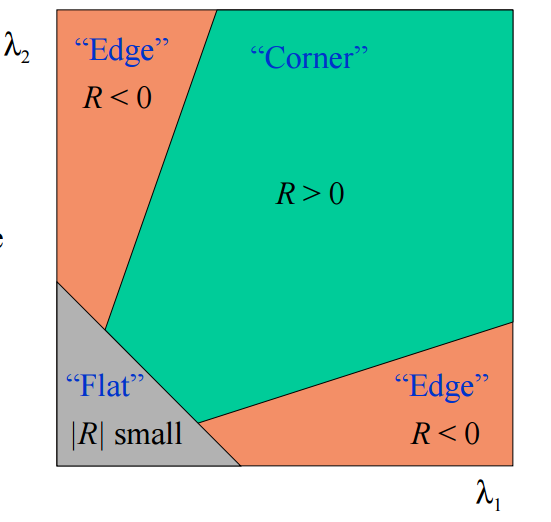 λ2
“Edge”
R < 0
“Corner”
R > 0
e
“Flat”
|R| small
“Edge”
R < 0
λ1